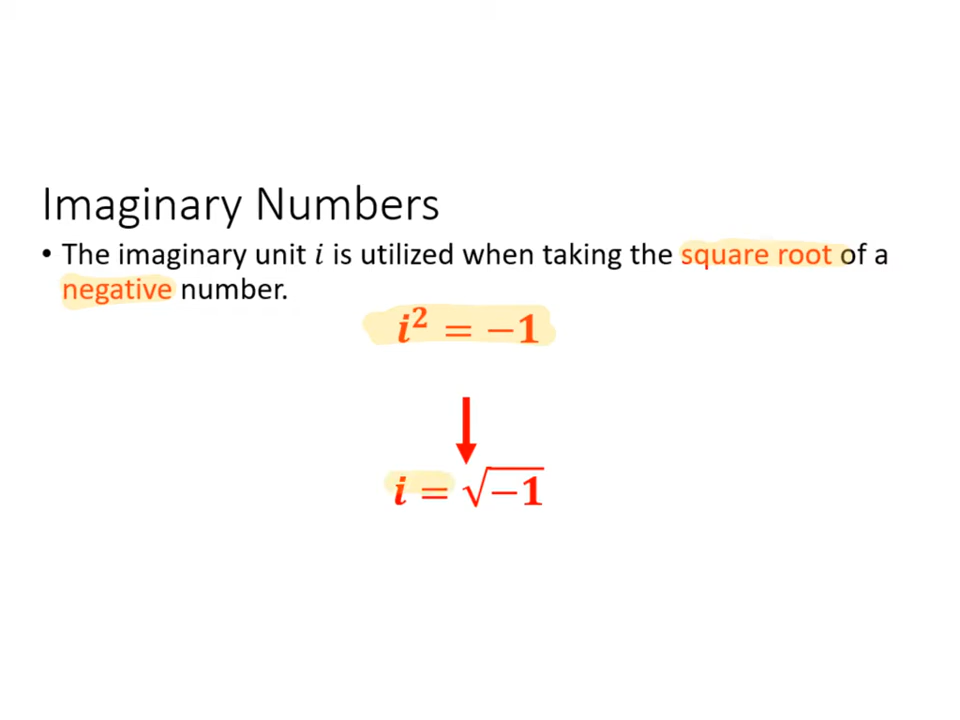 Imaginary Numbers
• The imaginary unit 𝑖 is utilized when taking the square root of a
negative number.
𝒊² = −𝟏
𝒊 = √−𝟏